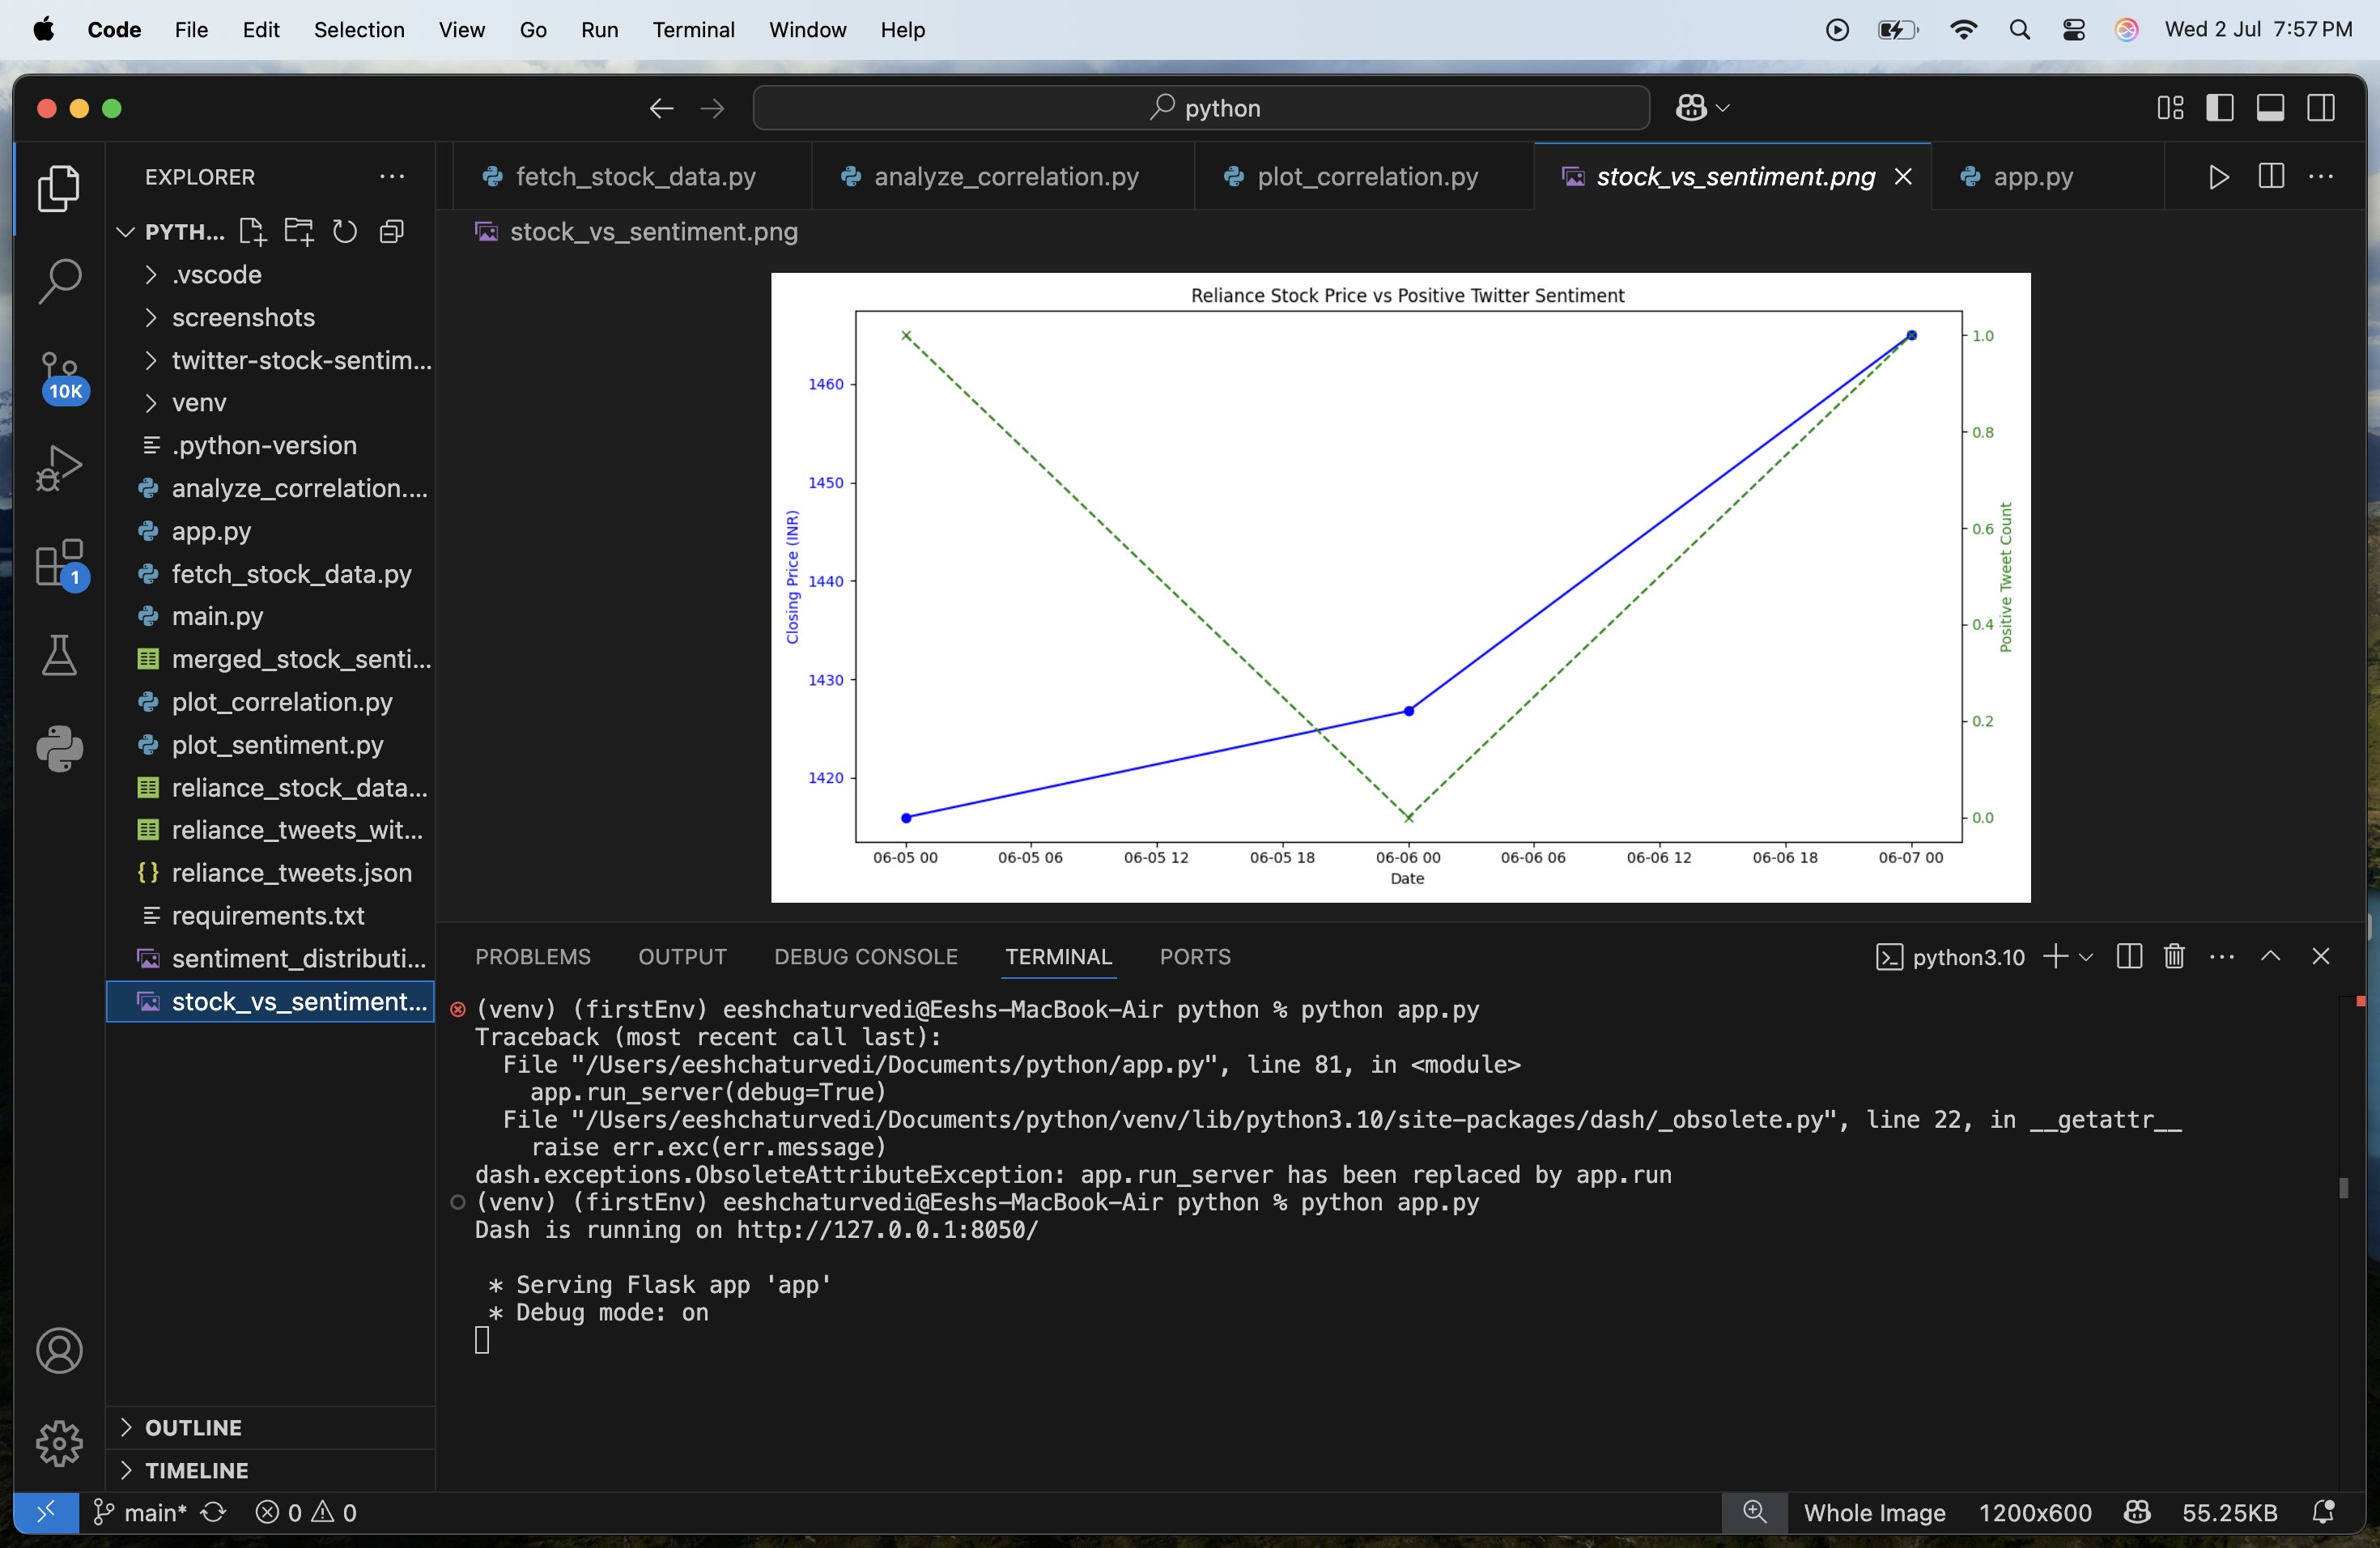 Code File Edit Selection View Go Run Terminal Window Help Wed 2 Jul 7:57 PM
python
EXPLORER
PYTH...
.vscode
screenshots
twitter-stock-sentim...
venv
.python-version
analyze_correlation....
app.py
fetch_stock_data.py
main.py
merged_stock_senti...
plot_correlation.py
plot_sentiment.py
reliance_stock_data...
reliance_tweets_wit...
{} reliance_tweets.json
requirements.txt
sentiment_distributi...
stock_vs_sentiment...
OUTLINE
TIMELINE
10K
1
fetch_stock_data.py analyze_correlation.py plot_correlation.py stock_vs_sentiment.png app.py
stock_vs_sentiment.png
Reliance Stock Price vs Positive Twitter Sentiment
Closing Price (INR)
1460
1450
1440
1430
1420
1.0
0.8
0.6
0.4
0.2
0.0
Positive Tweet Count
06-05 00 06-05 06 06-05 12 06-05 18 06-06 00 06-06 06 06-06 12 06-06 18 06-07 00
Date
PROBLEMS OUTPUT DEBUG CONSOLE TERMINAL PORTS python3.10
(venv) (firstEnv) eeshchaturvedi@Eeshs-MacBook-Air python % python app.py
Traceback (most recent call last):
File "/Users/eeshchaturvedi/Documents/python/app.py", line 81, in <module>
app.run_server(debug=True)
File "/Users/eeshchaturvedi/Documents/python/venv/lib/python3.10/site-packages/dash/_obsolete.py", line 22, in __getattr__
raise err.exc(err.message)
dash.exceptions.ObsoleteAttributeException: app.run_server has been replaced by app.run
(venv) (firstEnv) eeshchaturvedi@Eeshs-MacBook-Air python % python app.py
Dash is running on http://127.0.0.1:8050/
* Serving Flask app 'app'
* Debug mode: on
main* 0 0 Whole Image 1200x600 55.25KB